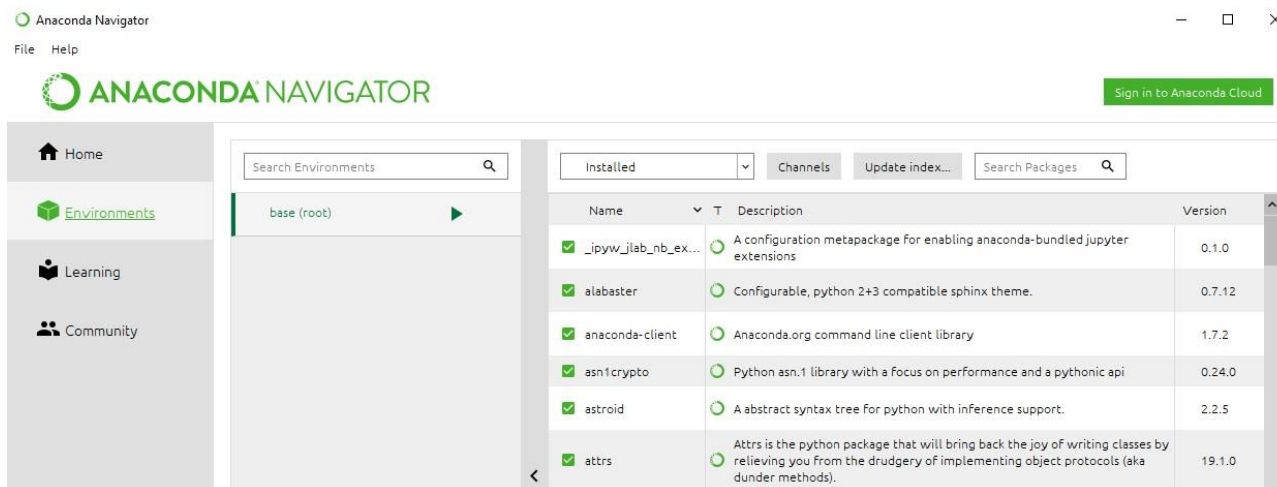 Anaconda Navigator
File Help
ANACONDA NAVIGATOR
Sign in to Anaconda Cloud
Home
Environments
Learning
Community
Search Environments
base (root)
Installed
Channels
Update index...
Search Packages
Name T Description Version
_ipyw_jlab_nb_ex... A configuration metapackage for enabling anaconda-bundled jupyter
extensions 0.1.0
alabaster Configurable, python 2+3 compatible sphinx theme. 0.7.12
anaconda-client Anaconda.org command line client library 1.7.2
asn1crypto Python asn.1 library with a focus on performance and a pythonic api 0.24.0
astroid A abstract syntax tree for python with inference support. 2.2.5
attrs Attrs is the python package that will bring back the joy of writing classes by
relieving you from the drudgery of implementing object protocols (aka
dunder methods). 19.1.0